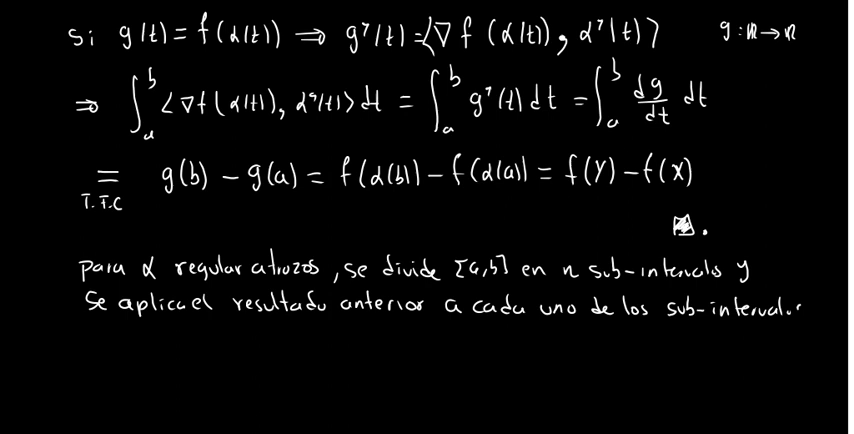 Si g(t) = f(α(t)) ⇒ g'(t) = ⟨∇f (α(t)), α'(t)⟩ g: ℝ → ℝ
⇒ ∫_a^b ⟨∇f(α(t)), α'(t)⟩ dt = ∫_a^b g'(t) dt = ∫_a^b dg/dt dt
= g(b) - g(a) = f(α(b)) - f(α(a)) = f(Y) - f(X)
T.F.C
para α regular a trozos, se divide [a,b] en n sub-intervalos y
Se aplica el resultado anterior a cada uno de los sub-intervalos